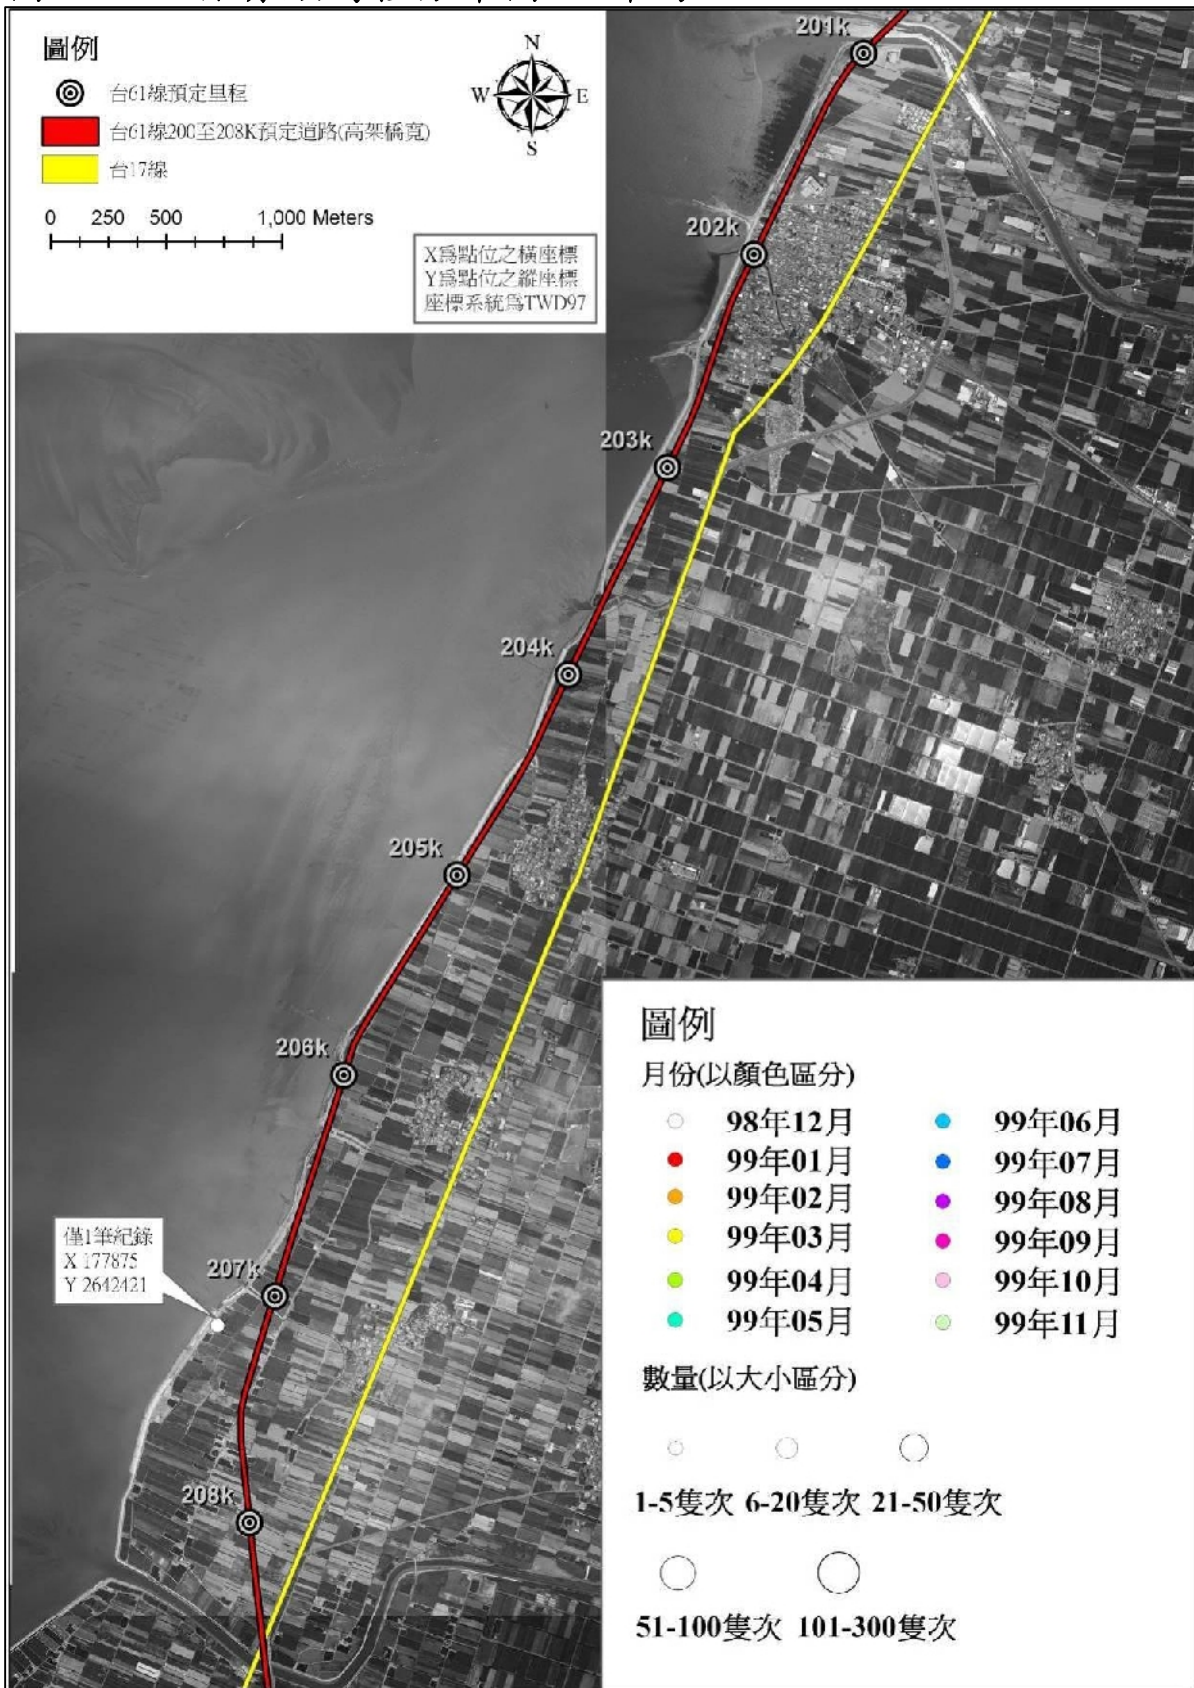 圖例
台61線預定里程
台61線200至208K預定道路(高架橋寬)
台17線
0 250 500 1,000 Meters
N
W E
S
X為點位之橫座標
Y為點位之縱座標
座標系統為TWD97
201k
202k
203k
204k
205k
206k
207k
208k
僅1筆紀錄
X 177875
Y 2642421
圖例
月份(以顏色區分)
98年12月 99年06月
99年01月 99年07月
99年02月 99年08月
99年03月 99年09月
99年04月 99年10月
99年05月 99年11月
數量(以大小區分)
1-5隻次 6-20隻次 21-50隻次
51-100隻次 101-300隻次